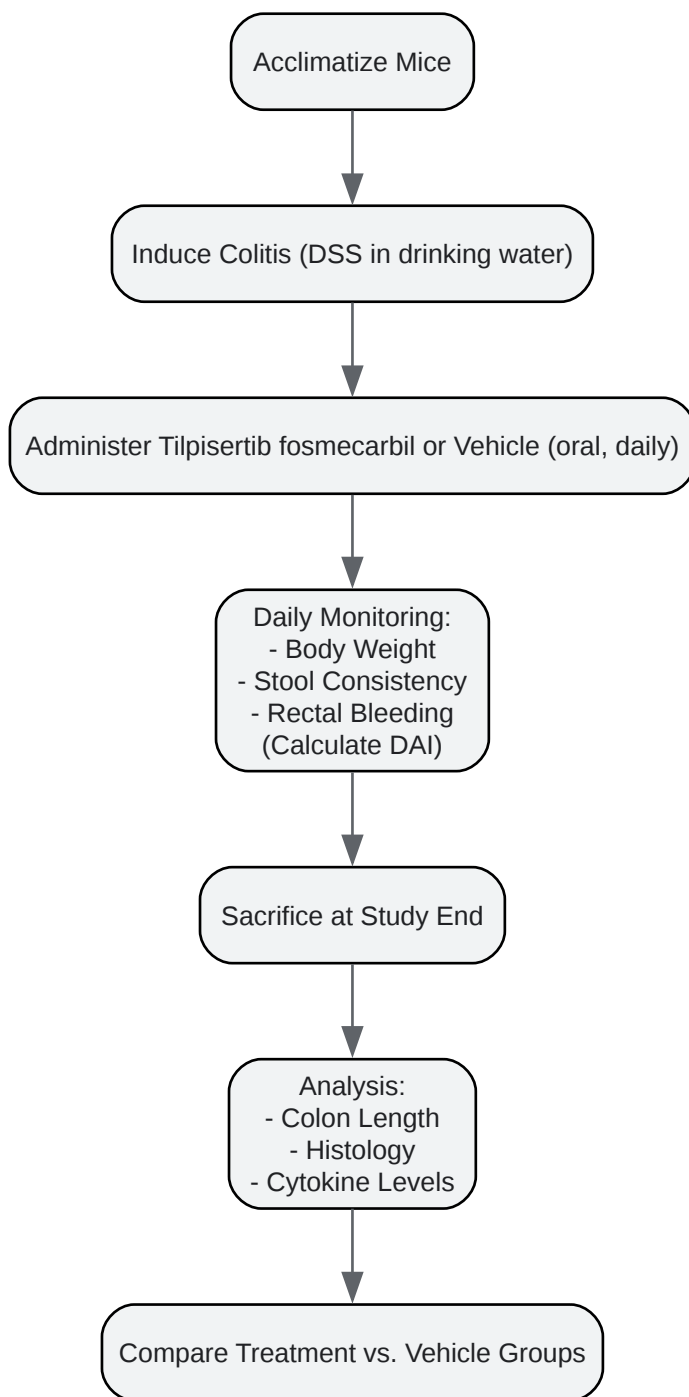 Acclimatize Mice
Induce Colitis (DSS in drinking water)
Administer Tilpisertib fosmecarbil or Vehicle (oral, daily)
Daily Monitoring:
- Body Weight
- Stool Consistency
- Rectal Bleeding
(Calculate DAI)
Sacrifice at Study End
Analysis:
- Colon Length
- Histology
- Cytokine Levels
Compare Treatment vs. Vehicle Groups